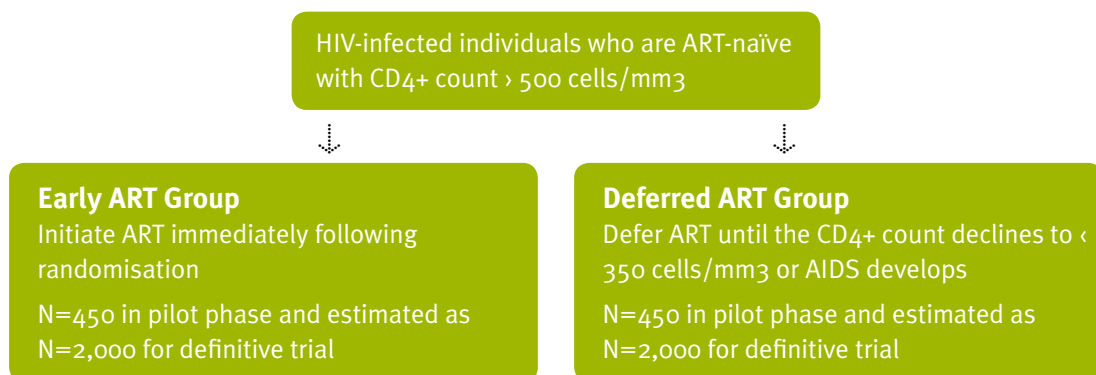 HIV-infected individuals who are ART-naïve
with CD4+ count › 500 cells/mm3
Early ART Group
Initiate ART immediately following
randomisation
N=450 in pilot phase and estimated as
N=2,000 for definitive trial
Deferred ART Group
Defer ART until the CD4+ count declines to ‹
350 cells/mm3 or AIDS develops
N=450 in pilot phase and estimated as
N=2,000 for definitive trial